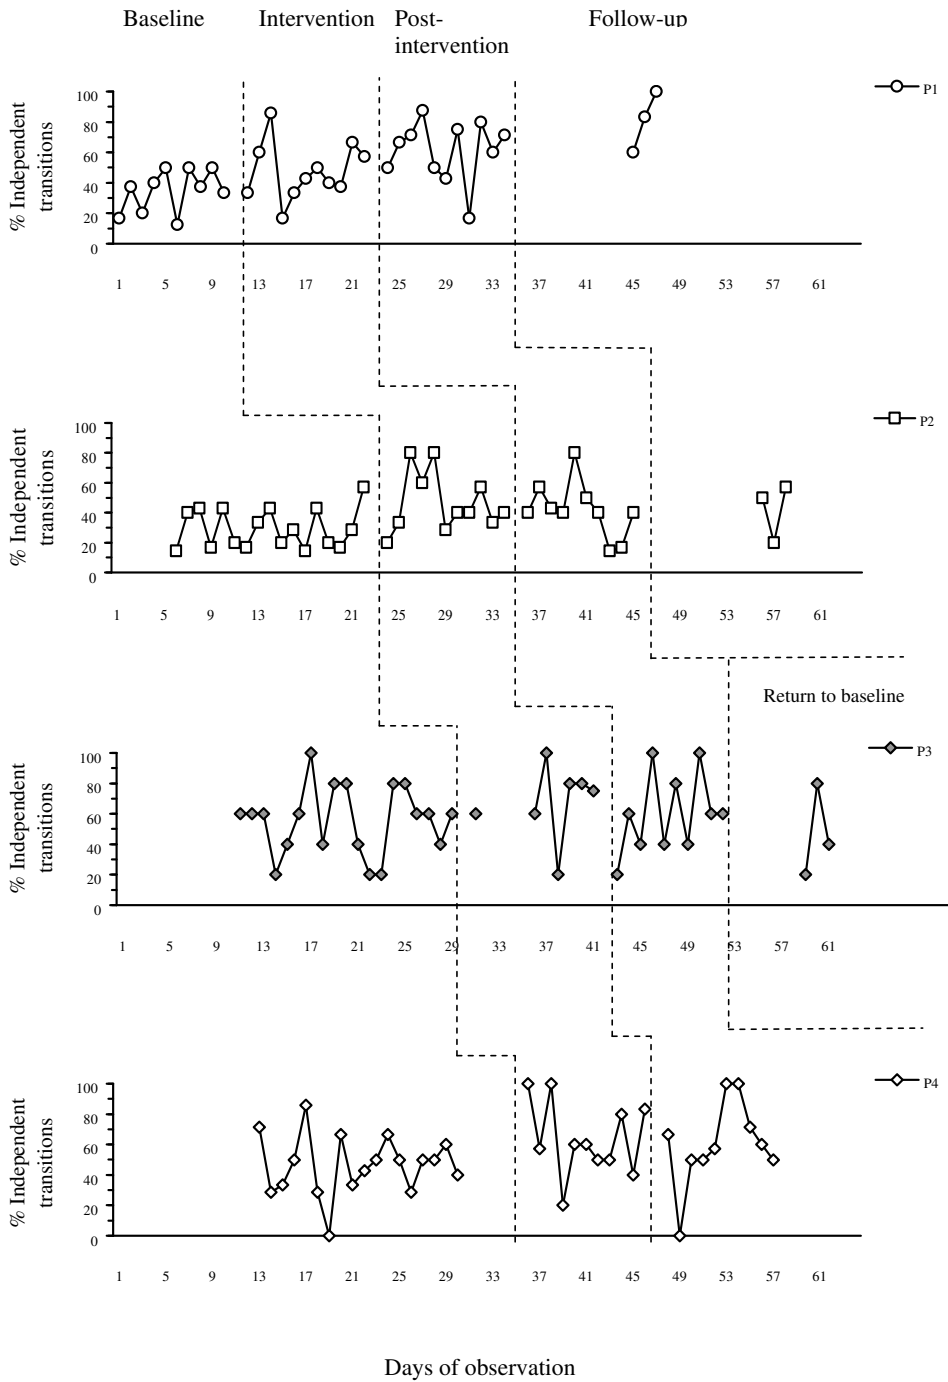 Baseline Intervention Post- Follow-up
intervention
% Independent
transitions
100
80
60
40
20
0
P1
1 5 9 13 17 21 25 29 33 37 41 45 49 53 57 61
% Independent
transitions
100
80
60
40
20
0
P2
1 5 9 13 17 21 25 29 33 37 41 45 49 53 57 61
Return to baseline
% Independent
transitions
100
80
60
40
20
0
P3
1 5 9 13 17 21 25 29 33 37 41 45 49 53 57 61
% Independent
transitions
100
80
60
40
20
0
P4
1 5 9 13 17 21 25 29 33 37 41 45 49 53 57 61
Days of observation